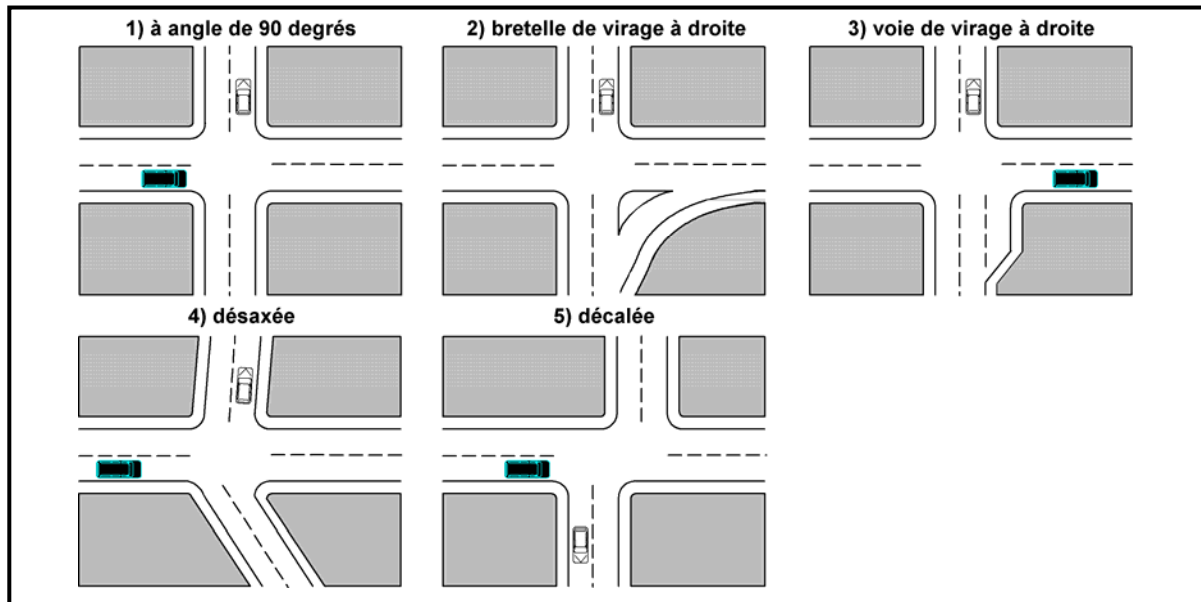 1) à angle de 90 degrés
2) bretelle de virage à droite
3) voie de virage à droite
4) désaxée
5) décalée